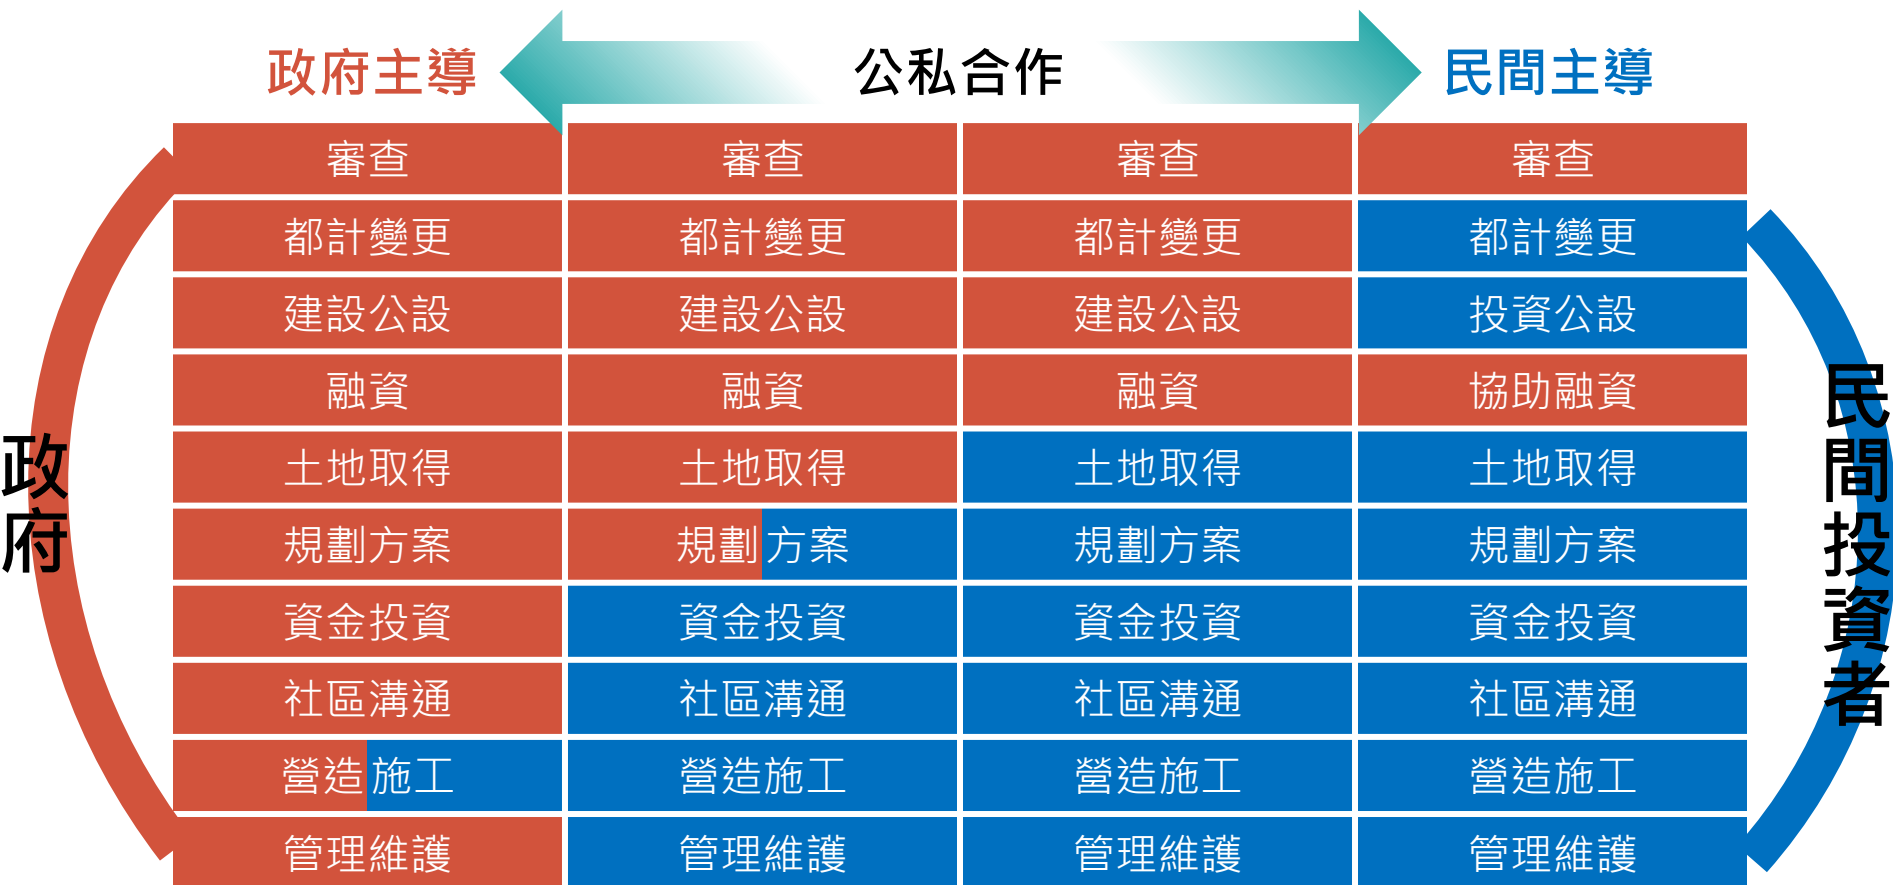 政府主導 公私合作 民間主導
審查 審查 審查 審查
都計變更 都計變更 都計變更 都計變更
建設公設 建設公設 建設公設 投資公設
融資 融資 融資 協助融資
土地取得 土地取得 土地取得 土地取得
規劃方案 規劃方案 規劃方案 規劃方案
資金投資 資金投資 資金投資 資金投資
社區溝通 社區溝通 社區溝通 社區溝通
營造施工 營造施工 營造施工 營造施工
管理維護 管理維護 管理維護 管理維護
政府
民間投資者